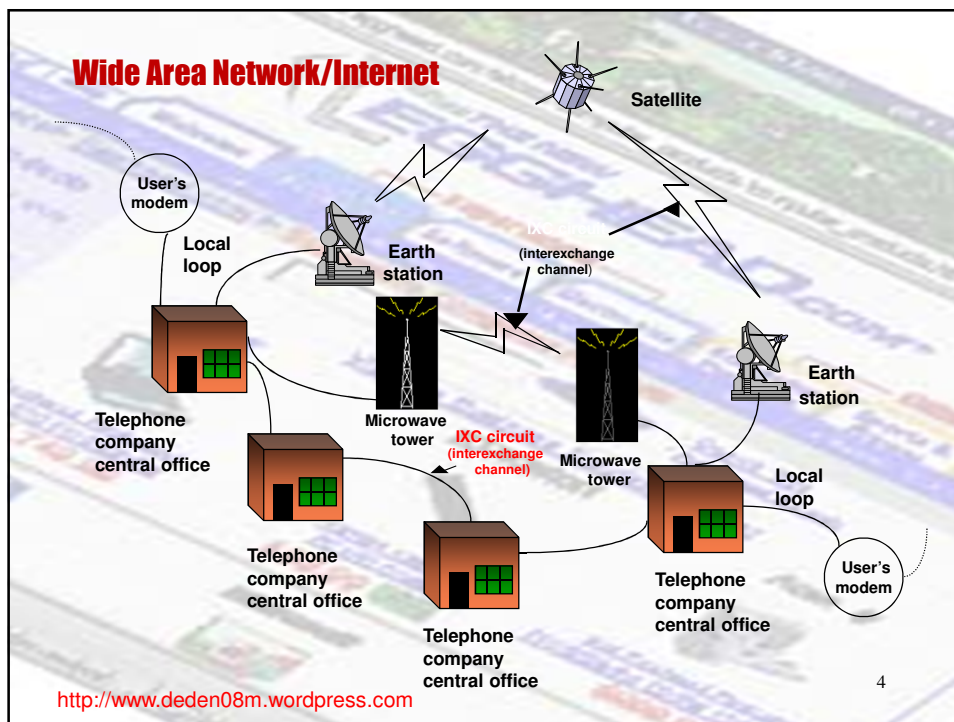 Wide Area Network/Internet
Satellite
User's
modem
Local
loop
Earth
station
IXC circuit
(interexchange
channel)
Earth
station
Telephone
company
central office
Microwave
tower
IXC circuit
(interexchange
channel)
Microwave
tower
Local
loop
Telephone
company
central office
User's
modem
Telephone
company
central office
Telephone
company
central office
http://www.deden08m.wordpress.com
4